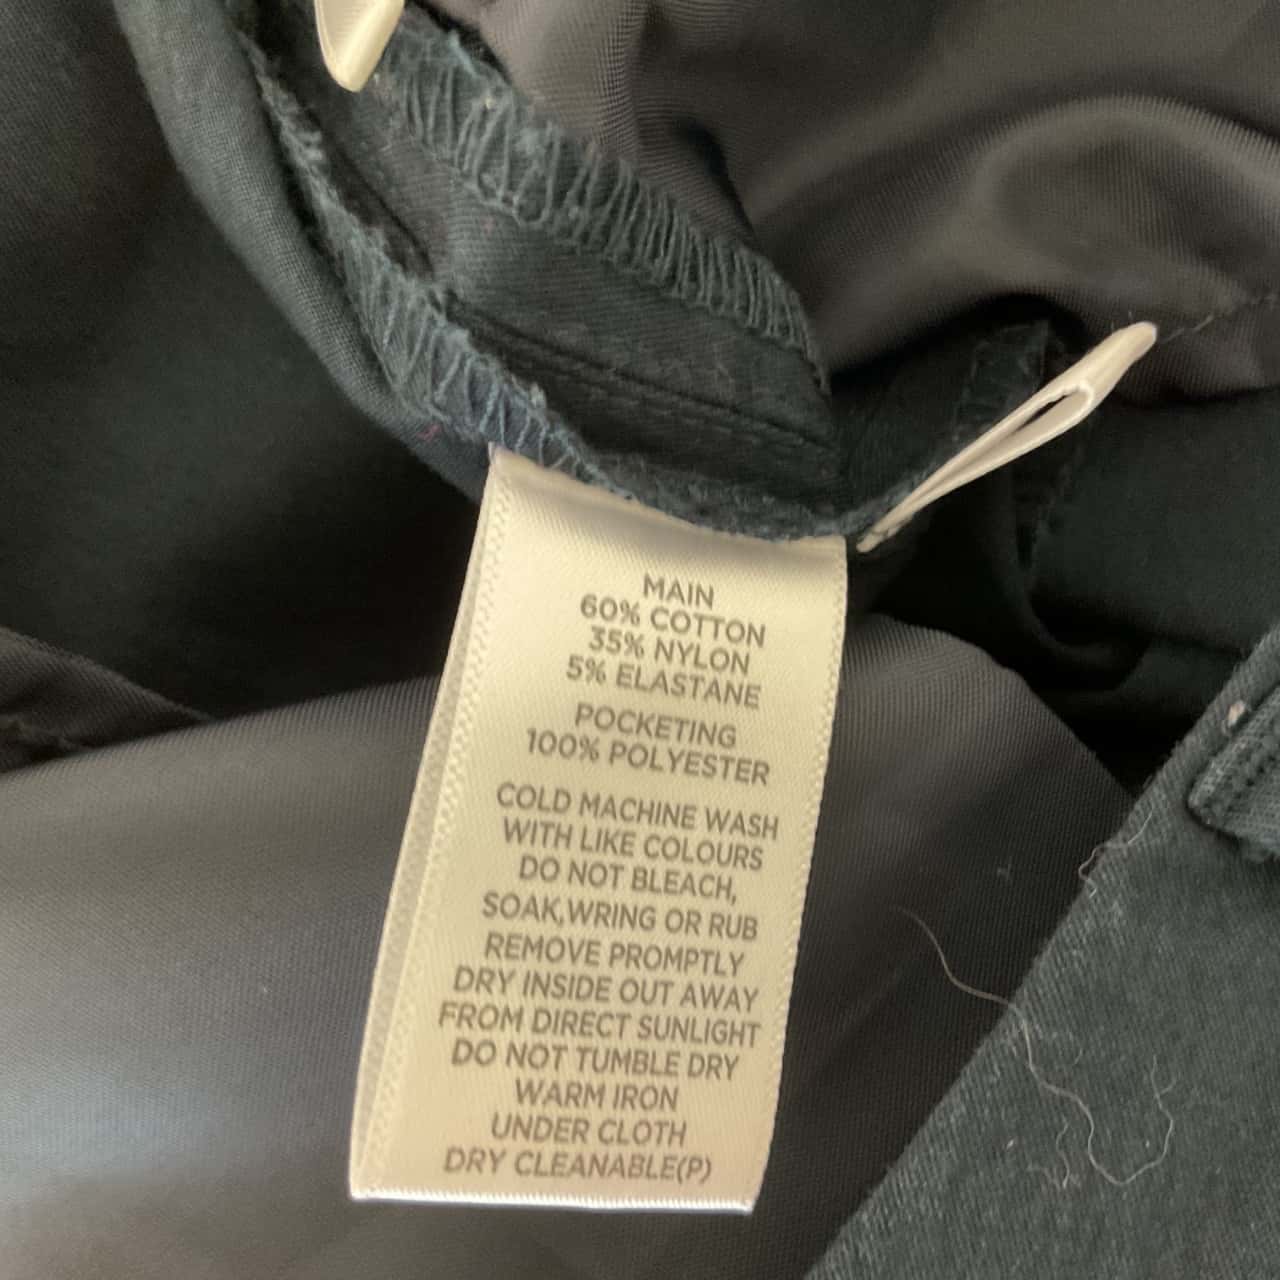 MAIN
60% COTTON
35% NYLON
5% ELASTANE
POCKETING
100% POLYESTER
COLD MACHINE WASH
WITH LIKE COLOURS
DO NOT BLEACH,
SOAK,WRING OR RUB
REMOVE PROMPTLY
DRY INSIDE OUT AWAY
FROM DIRECT SUNLIGHT
DO NOT TUMBLE DRY
WARM IRON
UNDER CLOTH
DRY CLEANABLE(P)